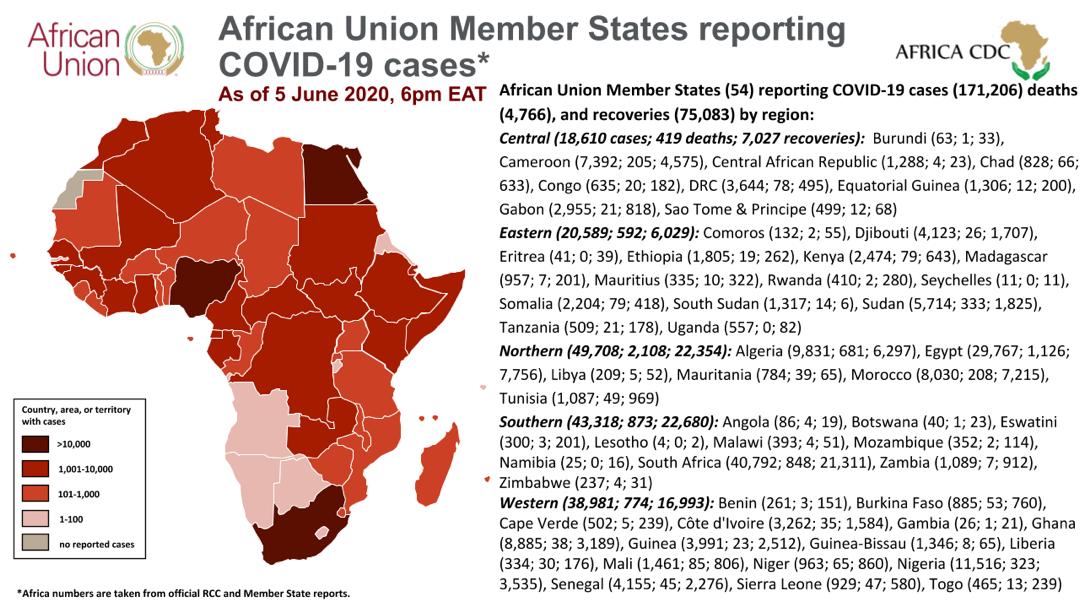 African
Union
African Union Member States reporting
COVID-19 cases*
As of 5 June 2020, 6pm EAT
AFRICA CDC
African Union Member States (54) reporting COVID-19 cases (171,206) deaths
(4,766), and recoveries (75,083) by region:
Central (18,610 cases; 419 deaths; 7,027 recoveries): Burundi (63; 1; 33),
Cameroon (7,392; 205; 4,575), Central African Republic (1,288; 4; 23), Chad (828; 66;
633), Congo (635; 20; 182), DRC (3,644; 78; 495), Equatorial Guinea (1,306; 12; 200),
Gabon (2,955; 21; 818), Sao Tome & Principe (499; 12; 68)
Eastern (20,589; 592; 6,029): Comoros (132; 2; 55), Djibouti (4,123; 26; 1,707),
Eritrea (41; 0; 39), Ethiopia (1,805; 19; 262), Kenya (2,474; 79; 643), Madagascar
(957; 7; 201), Mauritius (335; 10; 322), Rwanda (410; 2; 280), Seychelles (11; 0; 11),
Somalia (2,204; 79; 418), South Sudan (1,317; 14; 6), Sudan (5,714; 333; 1,825),
Tanzania (509; 21; 178), Uganda (557; 0; 82)
Northern (49,708; 2,108; 22,354): Algeria (9,831; 681; 6,297), Egypt (29,767; 1,126;
7,756), Libya (209; 5; 52), Mauritania (784; 39; 65), Morocco (8,030; 208; 7,215),
Tunisia (1,087; 49; 969)
Southern (43,318; 873; 22,680): Angola (86; 4; 19), Botswana (40; 1; 23), Eswatini
(300; 3; 201), Lesotho (4; 0; 2), Malawi (393; 4; 51), Mozambique (352; 2; 114),
Namibia (25; 0; 16), South Africa (40,792; 848; 21,311), Zambia (1,089; 7; 912),
Zimbabwe (237; 4; 31)
Western (38,981; 774; 16,993): Benin (261; 3; 151), Burkina Faso (885; 53; 760),
Cape Verde (502; 5; 239), Côte d'Ivoire (3,262; 35; 1,584), Gambia (26; 1; 21), Ghana
(8,885; 38; 3,189), Guinea (3,991; 23; 2,512), Guinea-Bissau (1,346; 8; 65), Liberia
(334; 30; 176), Mali (1,461; 85; 806), Niger (963; 65; 860), Nigeria (11,516; 323;
3,535), Senegal (4,155; 45; 2,276), Sierra Leone (929; 47; 580), Togo (465; 13; 239)
Country, area, or territory
with cases
>10,000
1,001-10,000
101-1,000
1-100
no reported cases
*Africa numbers are taken from official RCC and Member State reports.